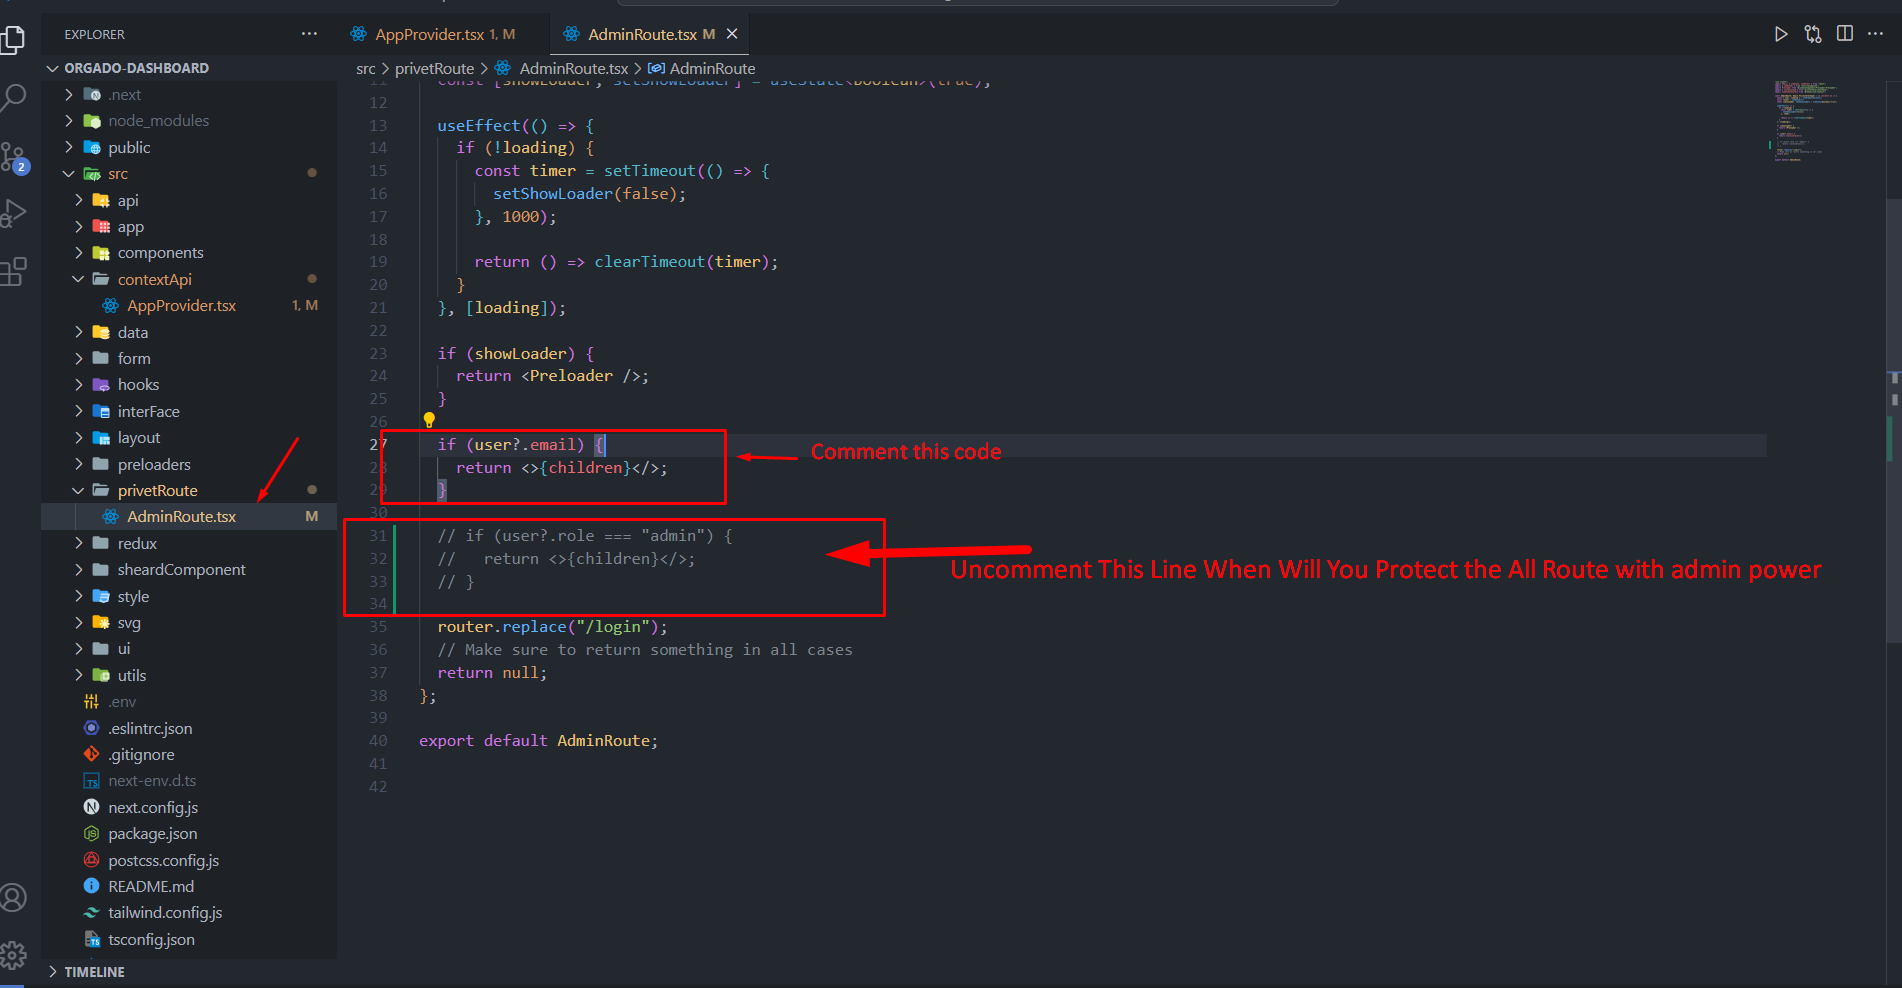 EXPLORER
···
AppProvider.tsx 1, M
AdminRoute.tsx M
ORGADO-DASHBOARD
src > privetRoute > AdminRoute.tsx > AdminRoute
.next
node_modules
public
src
api
app
components
contextApi
AppProvider.tsx 1, M
data
form
hooks
interFace
layout
preloaders
privetRoute
AdminRoute.tsx M
redux
sheardComponent
style
svg
ui
utils
.env
.eslintrc.json
.gitignore
next-env.d.ts
next.config.js
package.json
postcss.config.js
README.md
tailwind.config.js
tsconfig.json
TIMELINE
2
11 const [showLoader, setShowLoader] = useState<boolean>(true);
12
13 useEffect(() => {
14 if (!loading) {
15 const timer = setTimeout(() => {
16 setShowLoader(false);
17 }, 1000);
18
19 return () => clearTimeout(timer);
20 }
21 }, [loading]);
22
23 if (showLoader) {
24 return <Preloader />;
25 }
26
27 if (user?.email) {
28 return <>{children}</>;
29 }
30
31 // if (user?.role === "admin") {
32 //   return <>{children}</>;
33 // }
34
35 router.replace("/login");
36 // Make sure to return something in all cases
37 return null;
38 };
39
40 export default AdminRoute;
41
42
Comment this code
Uncomment This Line When Will You Protect the All Route with admin power